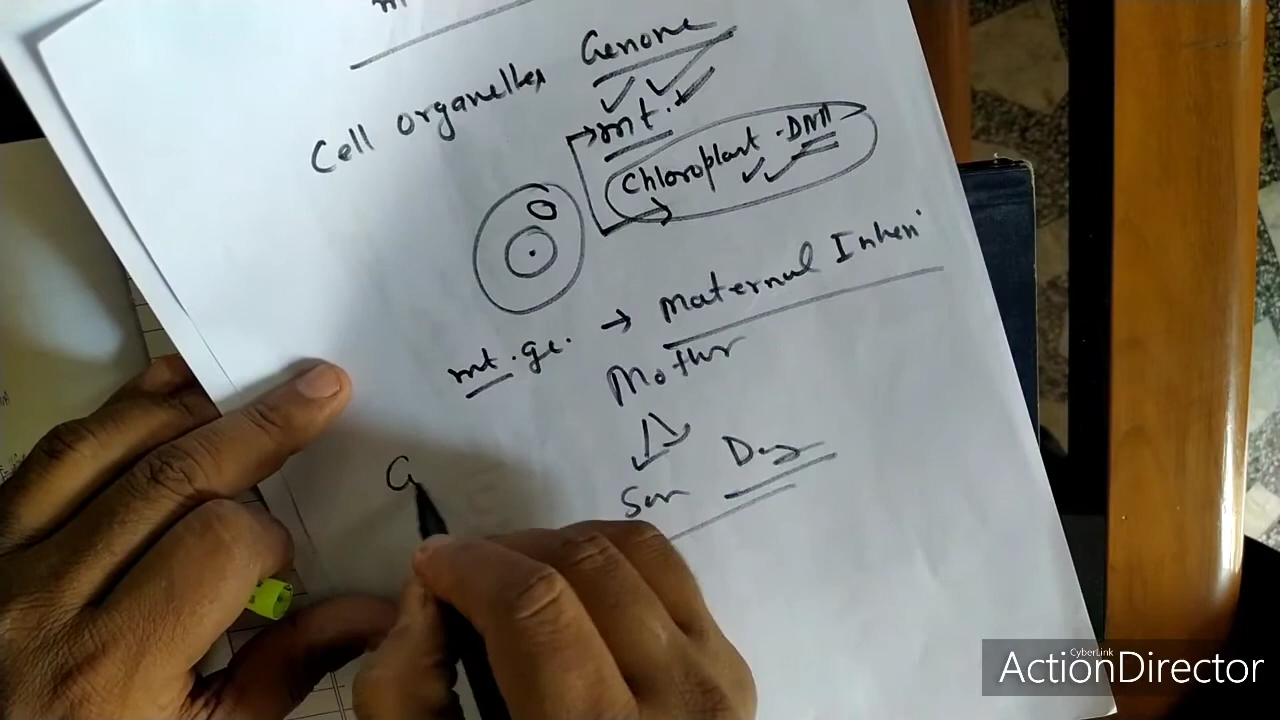 Cell organelles Genome
→ mt.
Chloroplast - DNA
mt. ge. → Maternal Inheri
Mother
Son Dau
G
CyberLink
ActionDirector